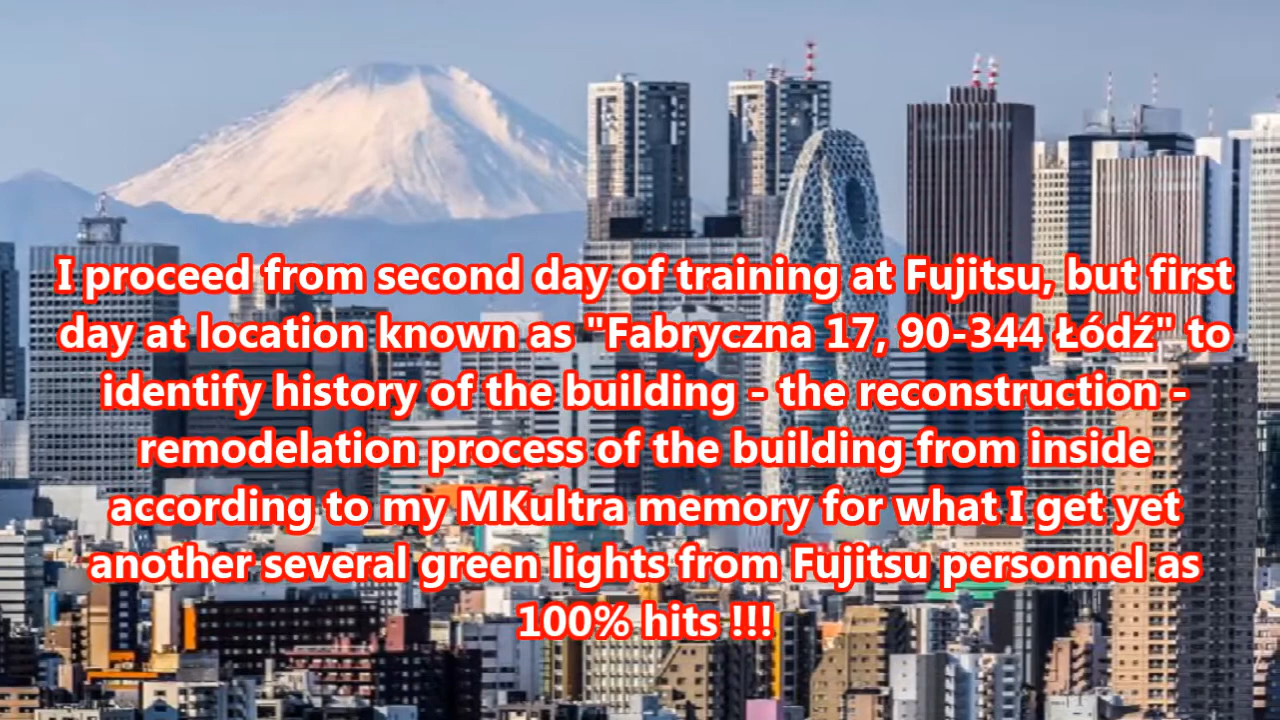 I proceed from second day of training at Fujitsu, but first
day at location known as "Fabryczna 17, 90-344 Łódź" to
identify history of the building - the reconstruction -
remodelation process of the building from inside
according to my MKultra memory for what I get yet
another several green lights from Fujitsu personnel as
100% hits !!!